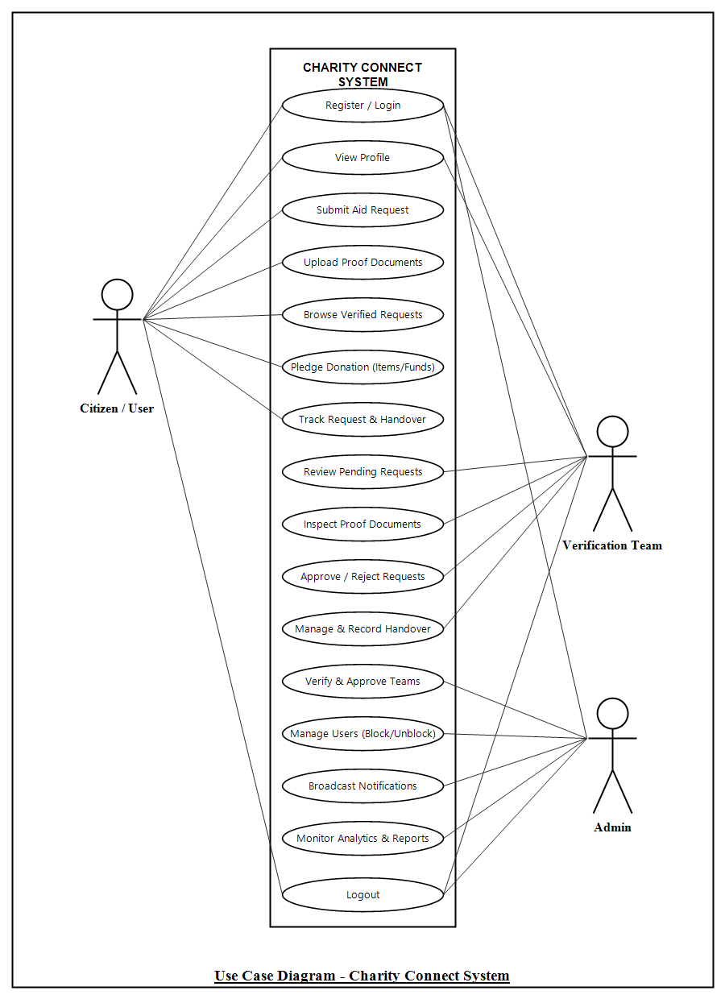 CHARITY CONNECT
SYSTEM
Register / Login
View Profile
Submit Aid Request
Upload Proof Documents
Browse Verified Requests
Pledge Donation (Items/Funds)
Track Request & Handover
Review Pending Requests
Inspect Proof Documents
Approve / Reject Requests
Manage & Record Handover
Verify & Approve Teams
Manage Users (Block/Unblock)
Broadcast Notifications
Monitor Analytics & Reports
Logout
Citizen / User
Verification Team
Admin
Use Case Diagram - Charity Connect System